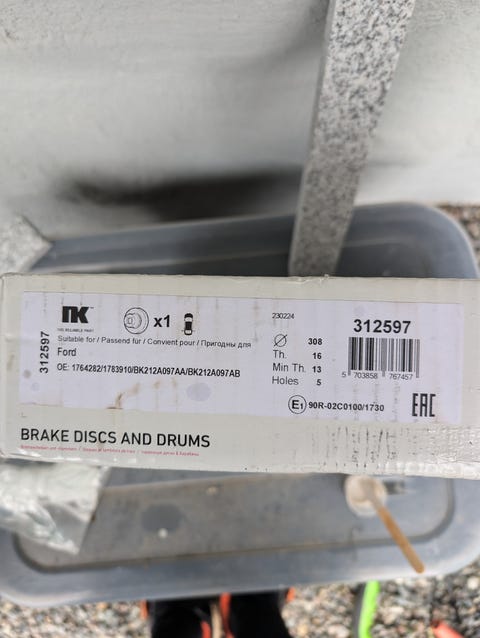 NK
x1
230224
312597
Suitable for / Passend für / Convient pour / Пригодны для
Ford
OE: 1764282/1783910/BK212A097AA/BK212A097AB
308
Th. 16
Min Th. 13
Holes 5
312597
5 703858 767457
E1 90R-02C0100/1730
EAC
BRAKE DISCS AND DRUMS